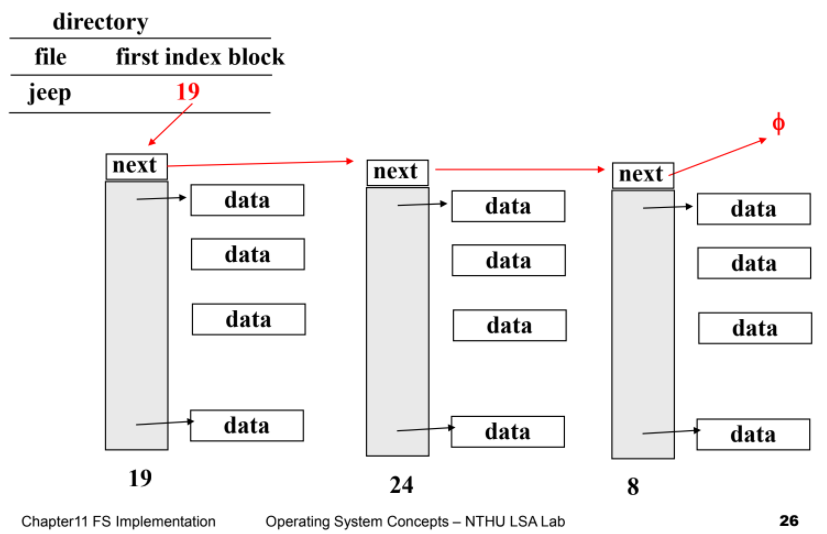 directory
file first index block
jeep 19
ϕ
next next next
data data data
data data data
data data data
data data data
19 24 8
Chapter11 FS Implementation Operating System Concepts – NTHU LSA Lab 26